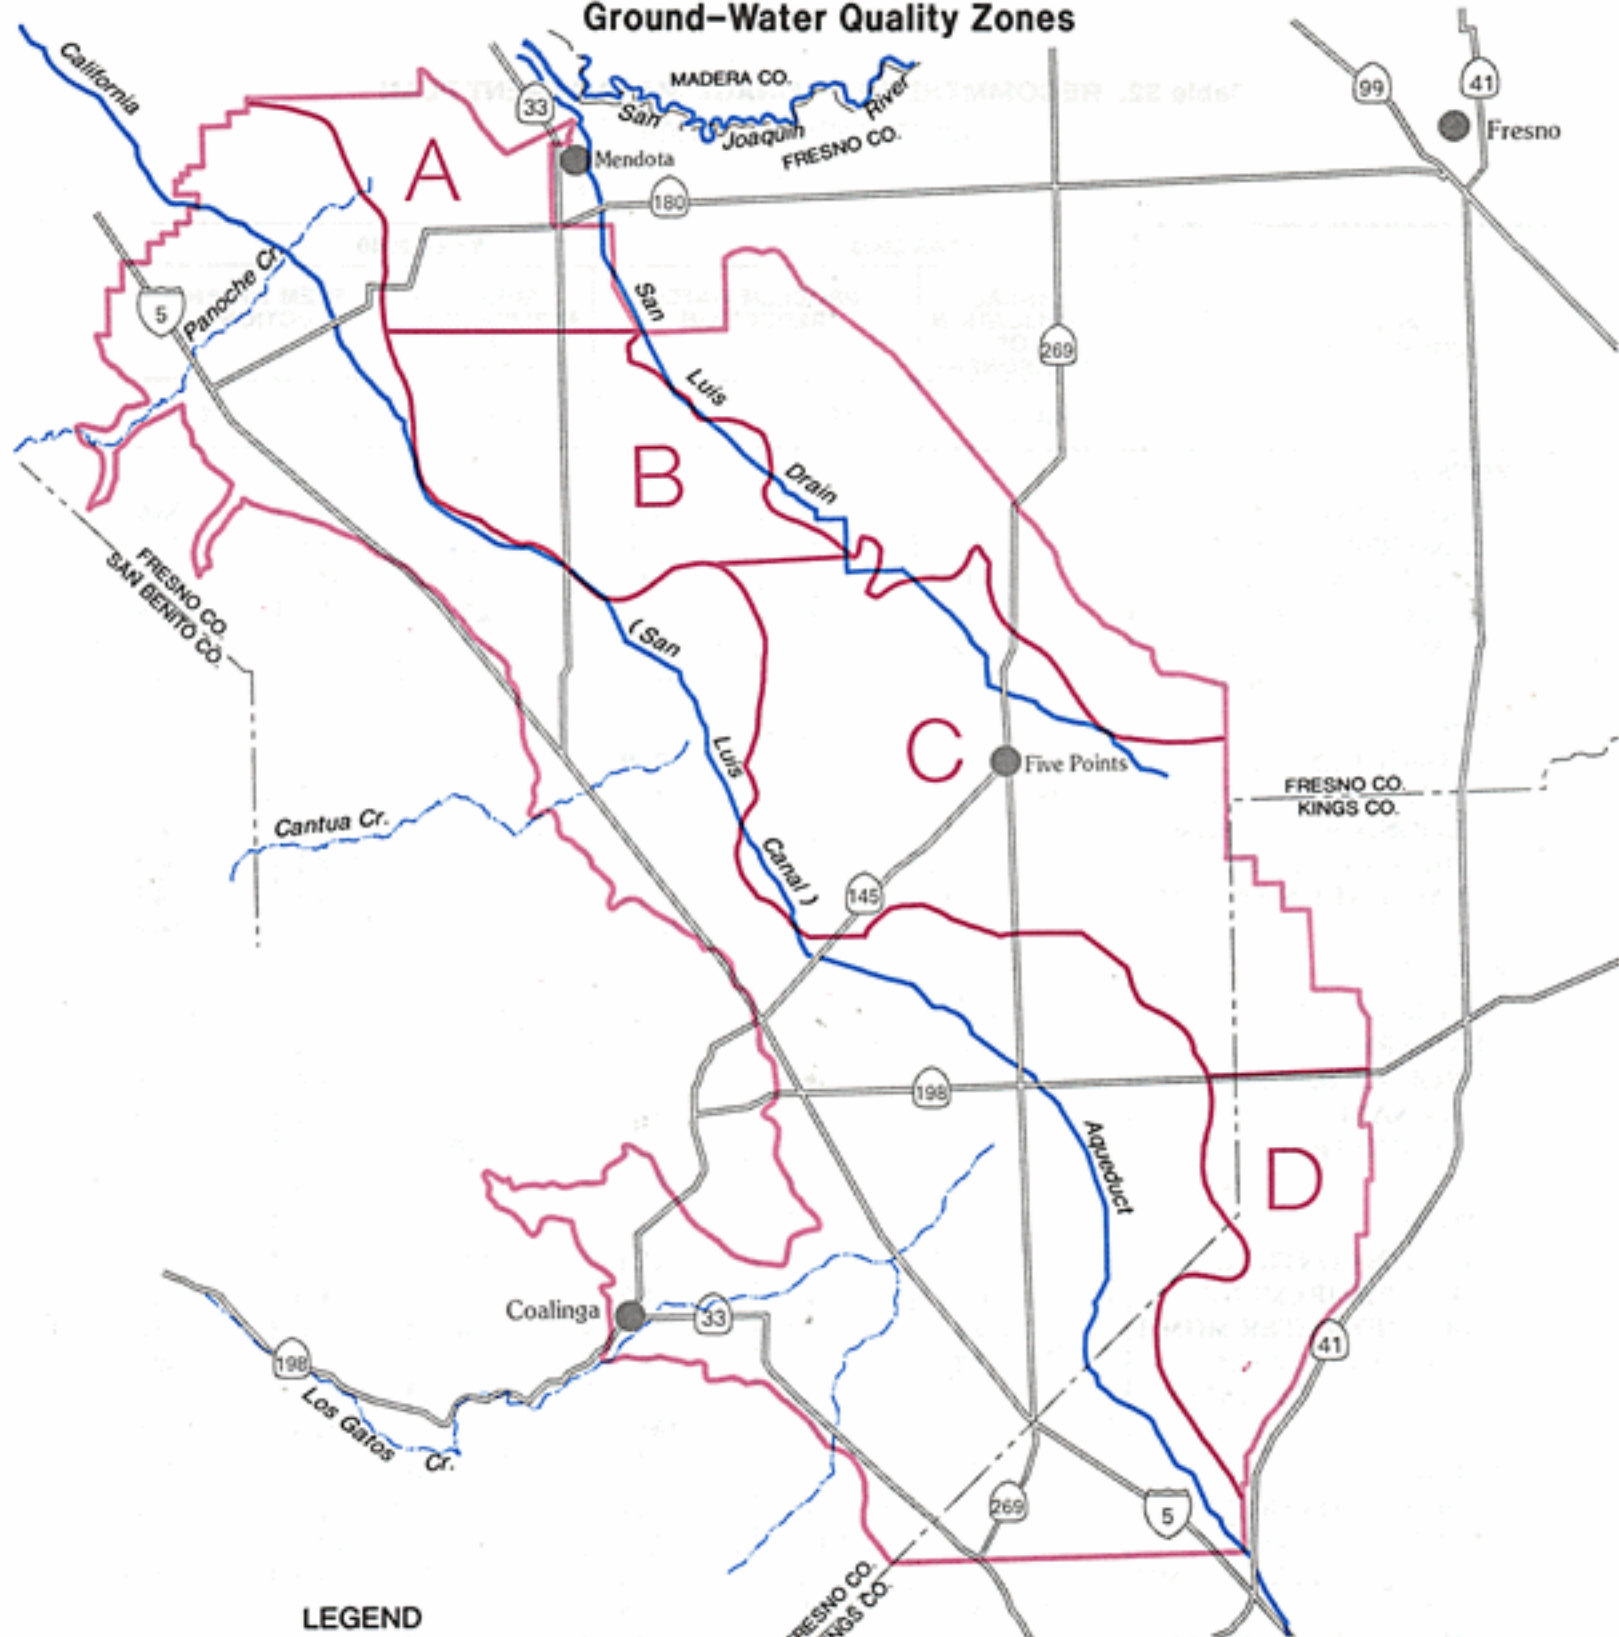 Ground-Water Quality Zones
California
33
MADERA CO.
San
Joaquin
River
FRESNO CO.
99
41
Fresno
A
Mendota
180
5
Panoche Cr.
San
269
Luis
B
Drain
FRESNO CO.
SAN BENITO CO.
( San
Luis
C
Five Points
FRESNO CO.
KINGS CO.
Cantua Cr.
Canal )
145
198
Aqueduct
D
Coalinga
33
41
198
Los Gatos
Cr.
269
5
LEGEND